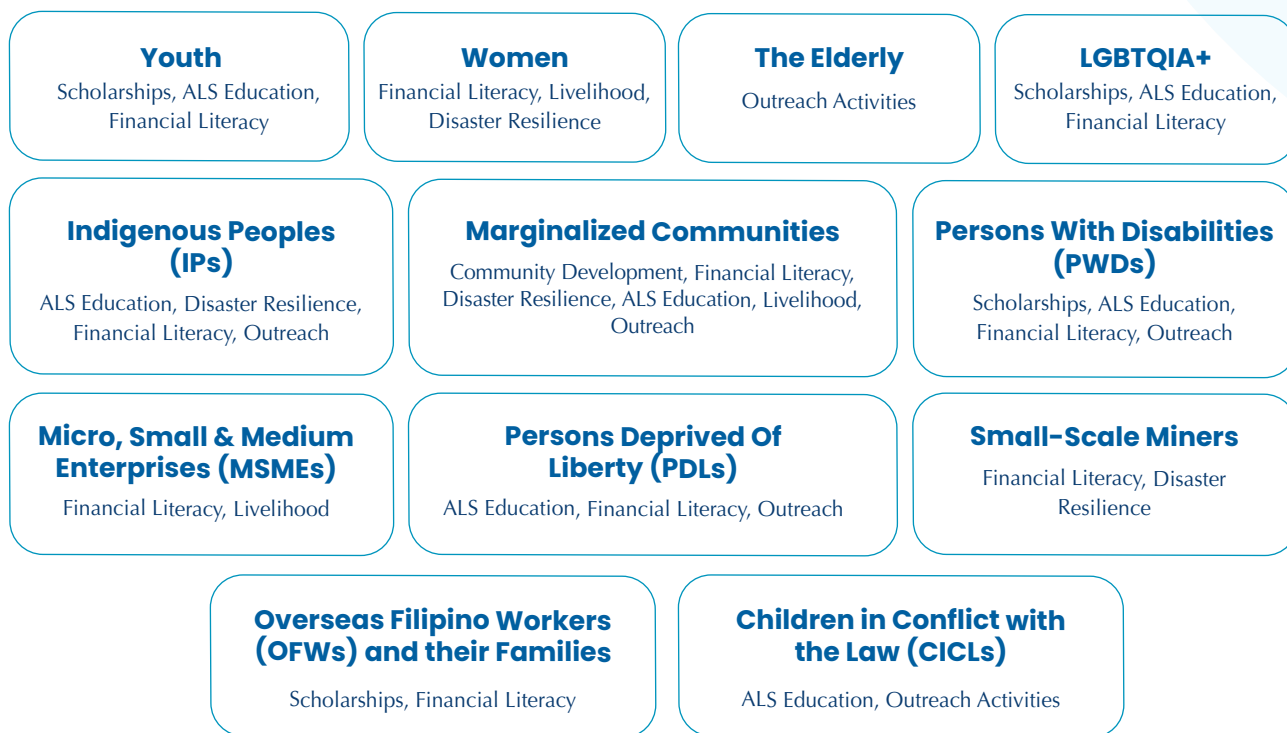 Youth
Scholarships, ALS Education,
Financial Literacy
Women
Financial Literacy, Livelihood,
Disaster Resilience
The Elderly
Outreach Activities
LGBTQIA+
Scholarships, ALS Education,
Financial Literacy
Indigenous Peoples
(IPs)
ALS Education, Disaster Resilience,
Financial Literacy, Outreach
Marginalized Communities
Community Development, Financial Literacy,
Disaster Resilience, ALS Education, Livelihood,
Outreach
Persons With Disabilities
(PWDs)
Scholarships, ALS Education,
Financial Literacy, Outreach
Micro, Small & Medium
Enterprises (MSMEs)
Financial Literacy, Livelihood
Persons Deprived Of
Liberty (PDLs)
ALS Education, Financial Literacy, Outreach
Small-Scale Miners
Financial Literacy, Disaster
Resilience
Overseas Filipino Workers
(OFWs) and their Families
Scholarships, Financial Literacy
Children in Conflict with
the Law (CICLs)
ALS Education, Outreach Activities